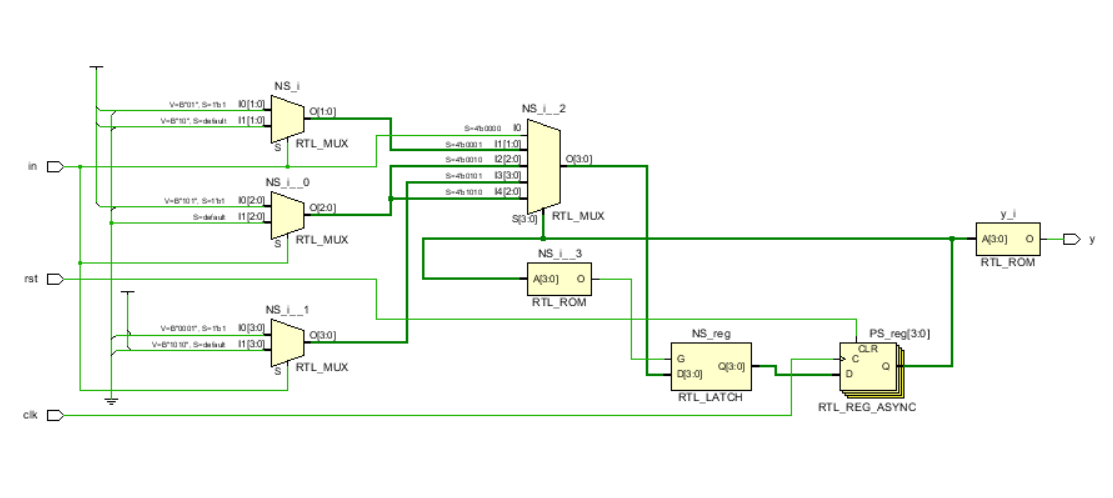 NS_i
V=B"01", S=1'b1 I0[1:0]
V=B"10", S=default I1[1:0]
O[1:0]
S
RTL_MUX
in
NS_i__0
V=B"101", S=1'b1 I0[2:0]
S=default I1[2:0]
O[2:0]
S
RTL_MUX
NS_i__2
S=4'b0000 I0
S=4'b0001 I1[1:0]
S=4'b0010 I2[2:0]
S=4'b0101 I3[3:0]
S=4'b1010 I4[2:0]
O[3:0]
S[3:0]
RTL_MUX
y_i
A[3:0] O
RTL_ROM
y
rst
NS_i__3
A[3:0] O
RTL_ROM
NS_i__1
V=B"0001", S=1'b1 I0[3:0]
V=B"1010", S=default I1[3:0]
O[3:0]
S
RTL_MUX
NS_reg
G
D[3:0]
Q[3:0]
RTL_LATCH
PS_reg[3:0]
CLR
C
D
Q
RTL_REG_ASYNC
clk